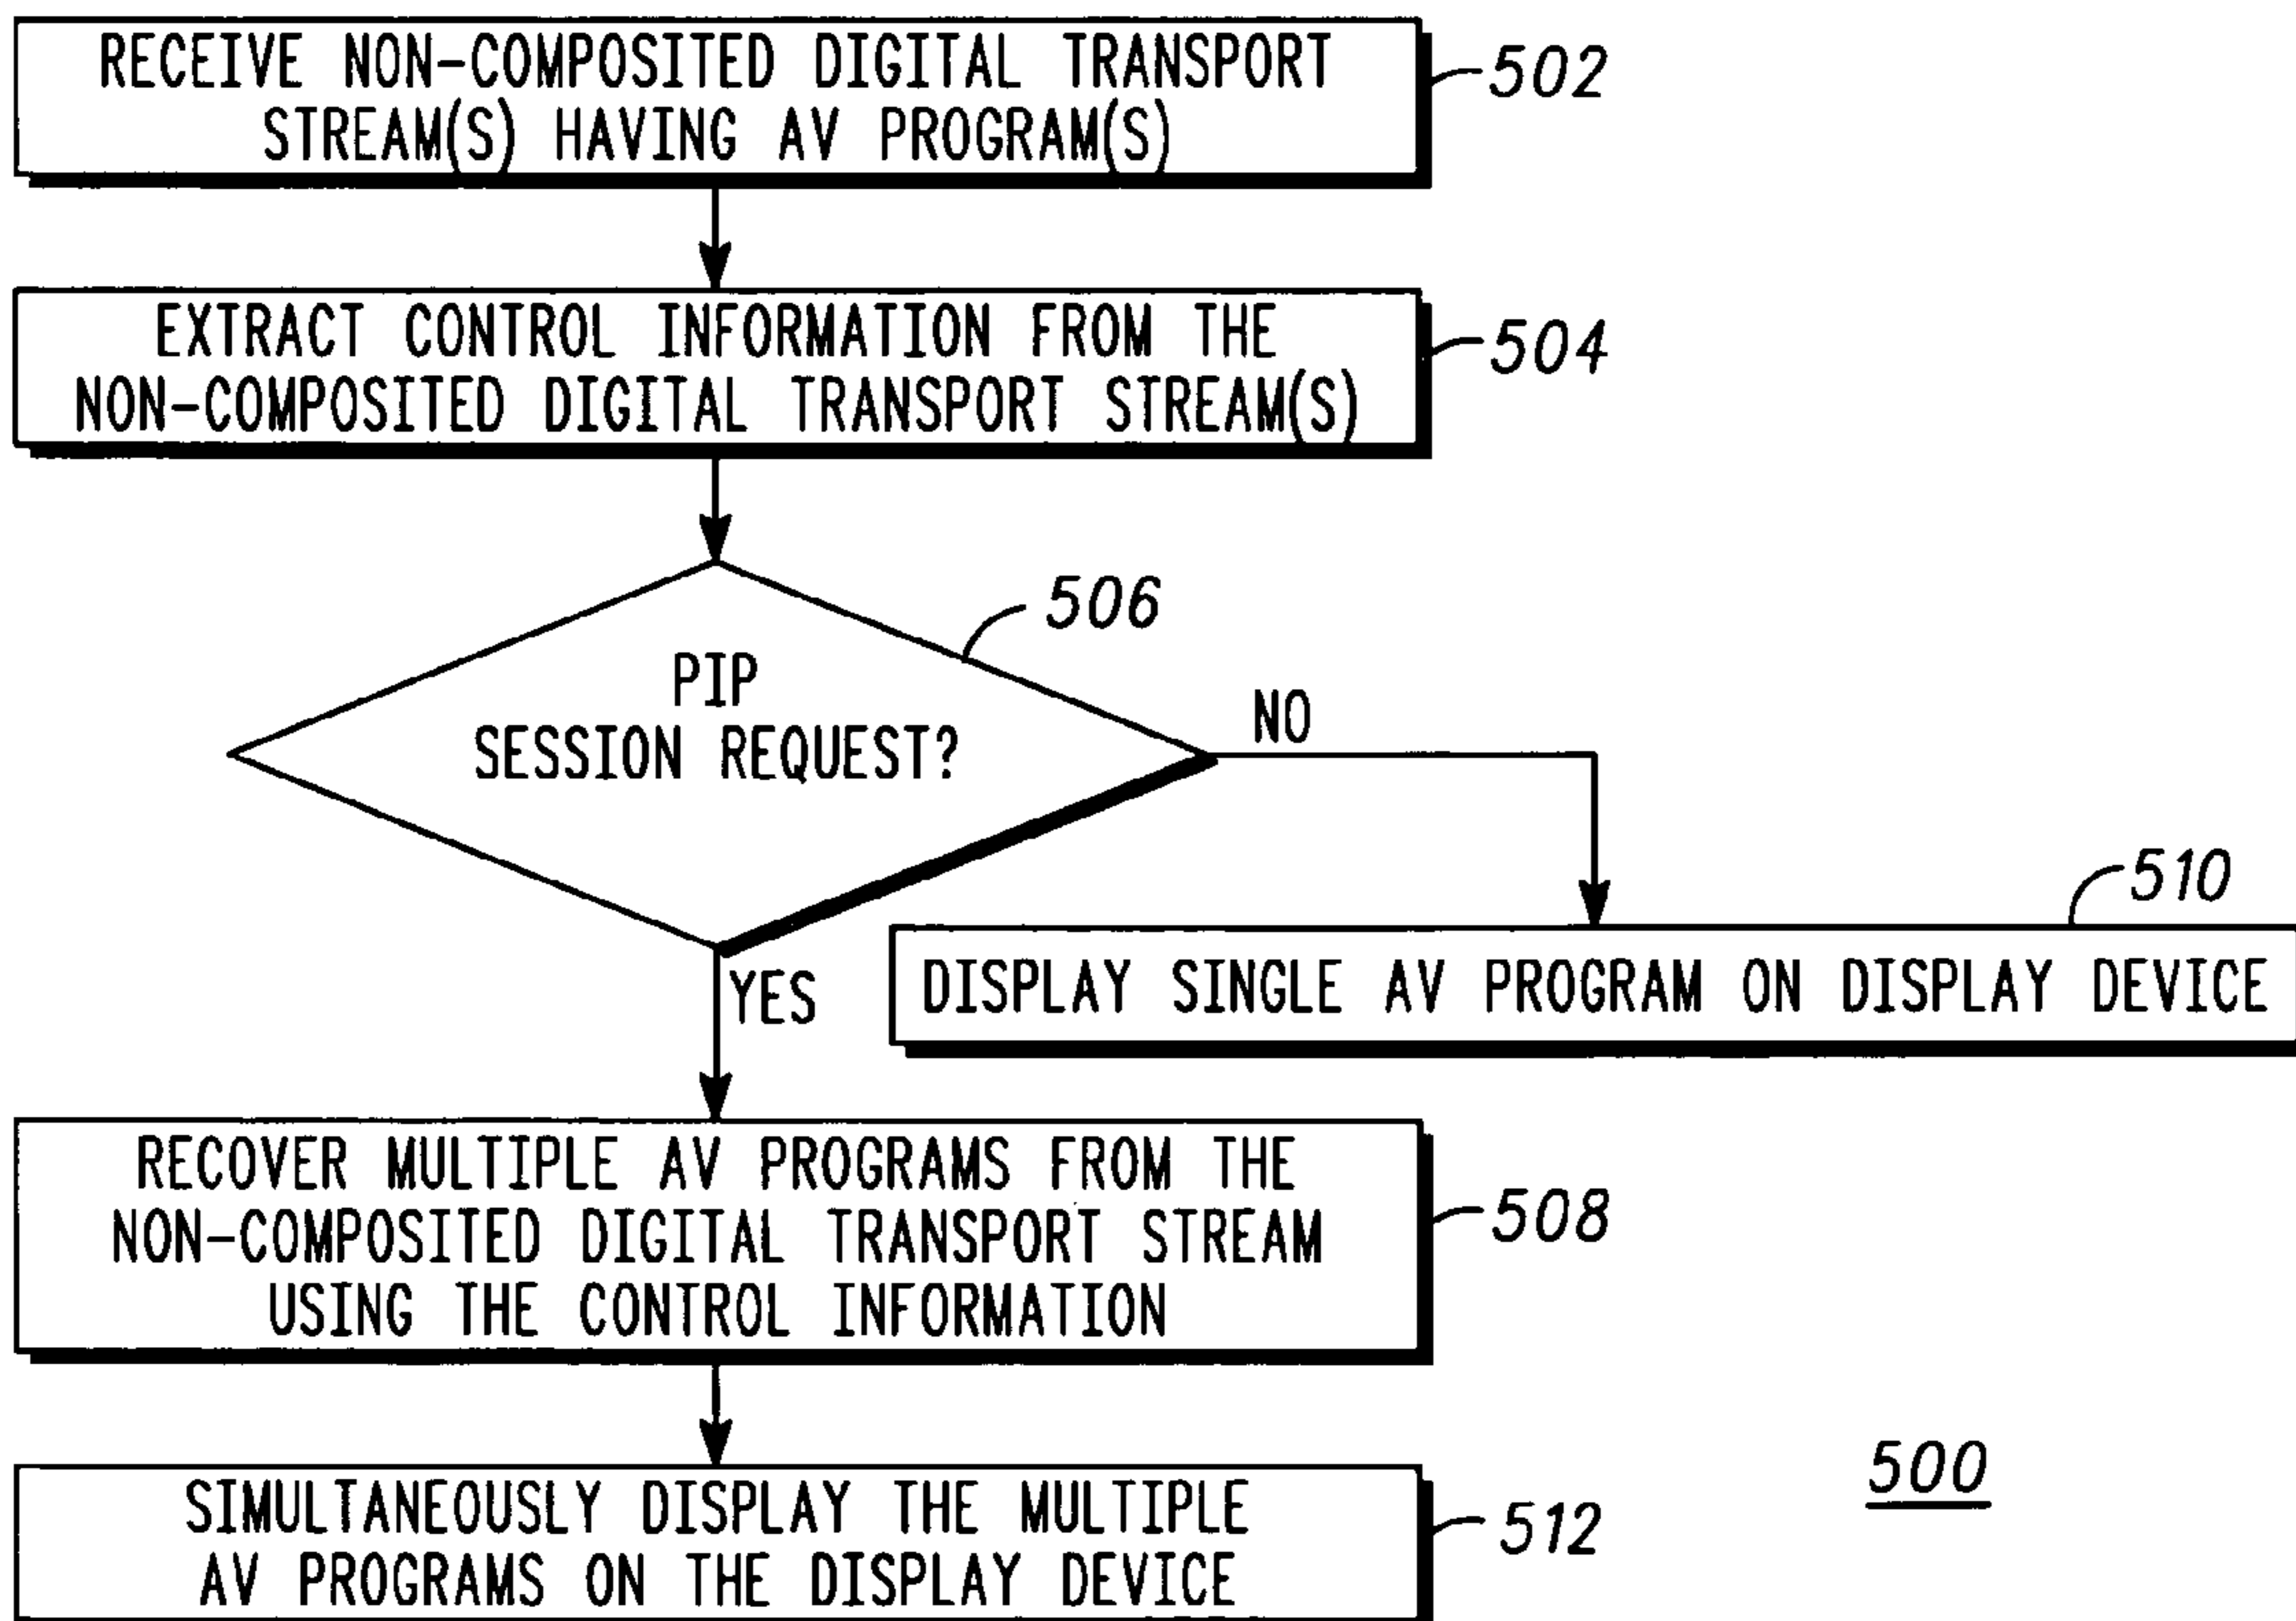 RECEIVE NON-COMPOSITED DIGITAL TRANSPORT
STREAM(S) HAVING AV PROGRAM(S)
502
EXTRACT CONTROL INFORMATION FROM THE
NON-COMPOSITED DIGITAL TRANSPORT STREAM(S)
504
506
PIP
SESSION REQUEST?
NO
510
DISPLAY SINGLE AV PROGRAM ON DISPLAY DEVICE
YES
RECOVER MULTIPLE AV PROGRAMS FROM THE
NON-COMPOSITED DIGITAL TRANSPORT STREAM
USING THE CONTROL INFORMATION
508
SIMULTANEOUSLY DISPLAY THE MULTIPLE
AV PROGRAMS ON THE DISPLAY DEVICE
512
500